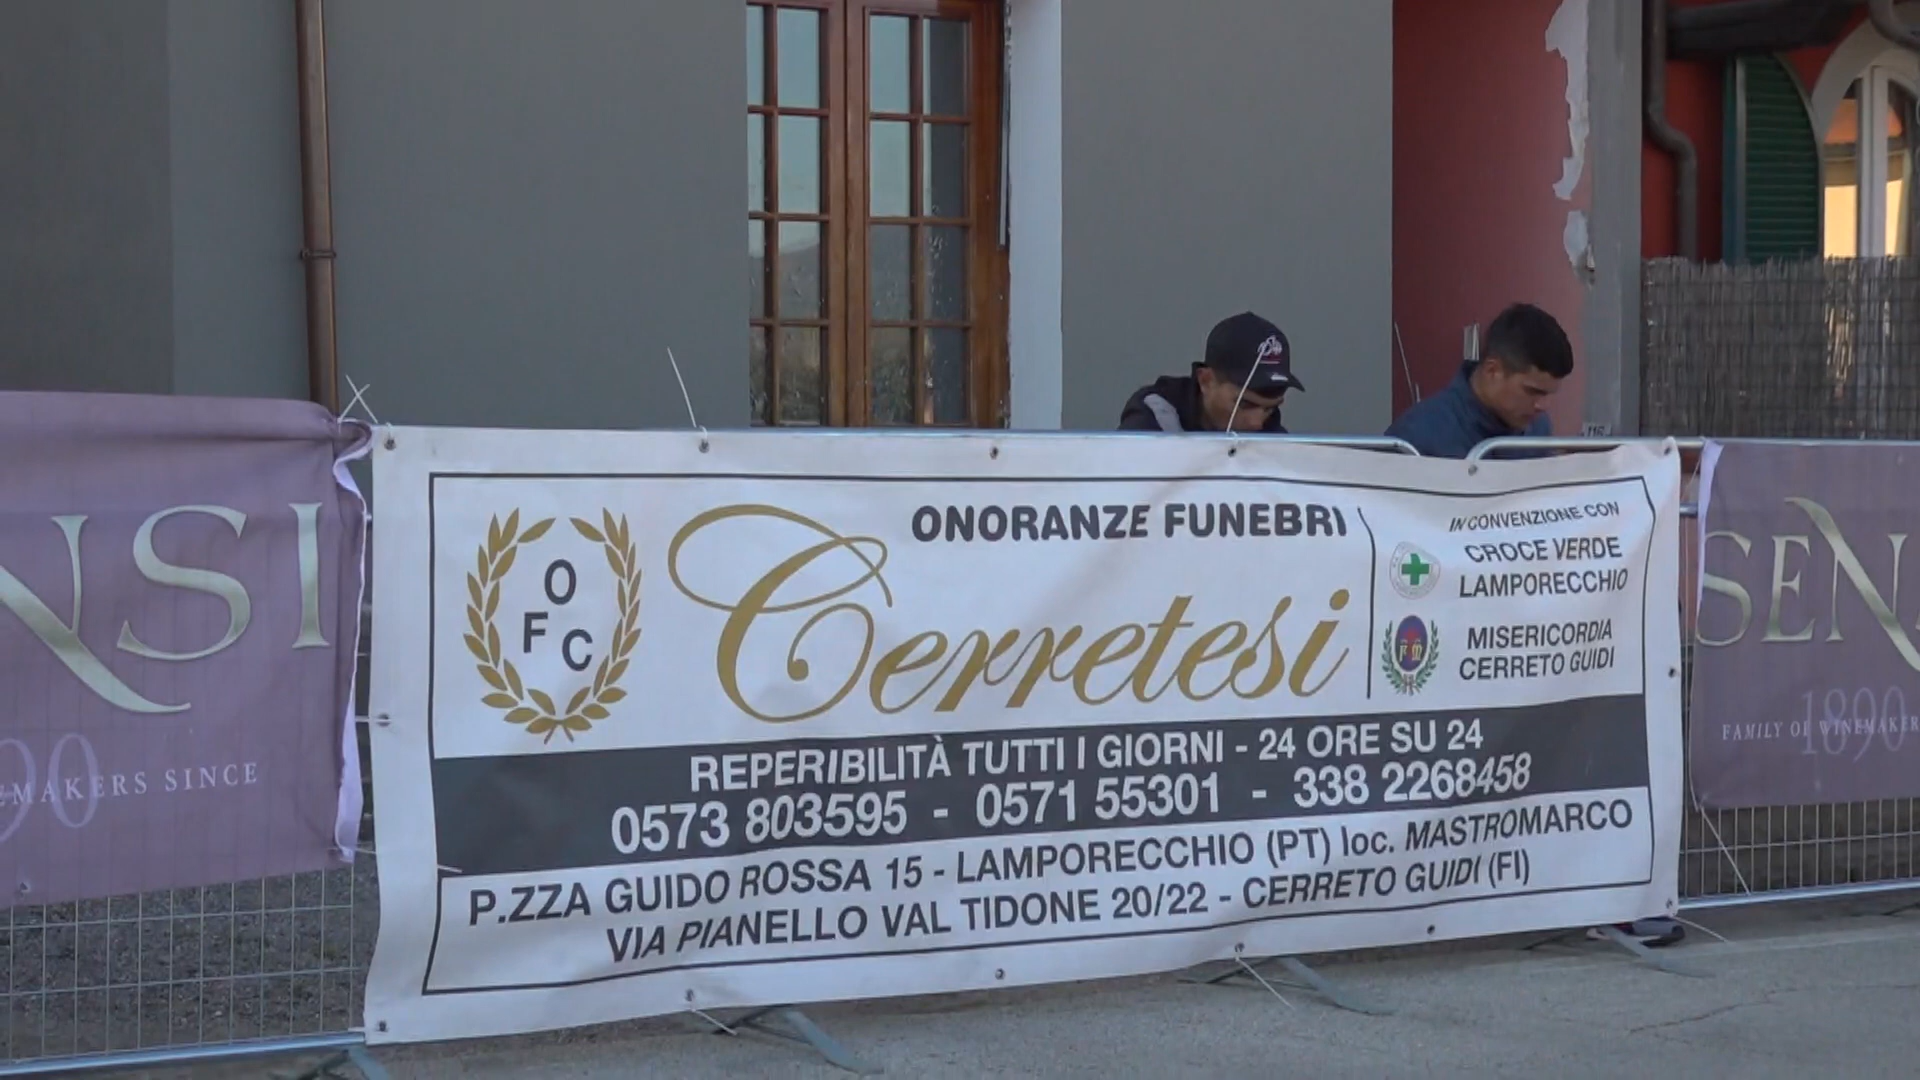 NSI
90
EMAKERS SINCE
O
F C
ONORANZE FUNEBRI
Cerretesi
IN CONVENZIONE CON
CROCE VERDE
LAMPORECCHIO
MISERICORDIA
CERRETO GUIDI
REPERIBILITÀ TUTTI I GIORNI - 24 ORE SU 24
0573 803595 - 0571 55301 - 338 2268458
P.ZZA GUIDO ROSSA 15 - LAMPORECCHIO (PT) loc. MASTROMARCO
VIA PIANELLO VAL TIDONE 20/22 - CERRETO GUIDI (FI)
SEN
1890
FAMILY OF WINEMAKER